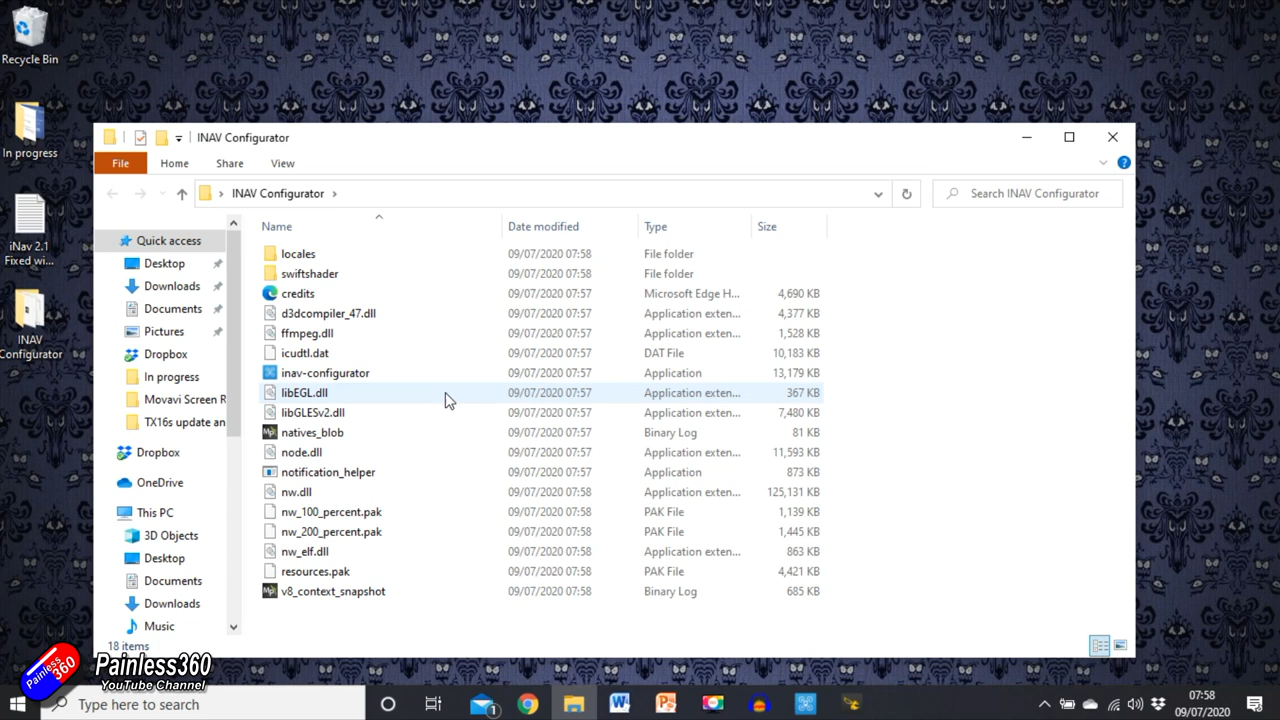 Recycle Bin
In progress
iNav 2.1
Fixed wi...
INAV
Configurator
INAV Configurator
File
Home
Share
View
INAV Configurator
Search INAV Configurator
Name
Date modified
Type
Size
locales
09/07/2020 07:58
File folder
swiftshader
09/07/2020 07:58
File folder
credits
09/07/2020 07:58
Microsoft Edge H...
4,690 KB
d3dcompiler_47.dll
09/07/2020 07:58
Application exten...
4,377 KB
ffmpeg.dll
09/07/2020 07:58
Application exten...
1,528 KB
icudtl.dat
09/07/2020 07:58
DAT File
10,183 KB
inav-configurator
09/07/2020 07:57
Application
13,179 KB
libEGL.dll
09/07/2020 07:57
Application exten...
367 KB
libGLESv2.dll
09/07/2020 07:57
Application exten...
7,480 KB
natives_blob
09/07/2020 07:57
Binary Log
81 KB
node.dll
09/07/2020 07:57
Application exten...
11,593 KB
notification_helper
09/07/2020 07:57
Application
873 KB
nw.dll
09/07/2020 07:58
Application exten...
125,131 KB
nw_100_percent.pak
09/07/2020 07:58
PAK File
1,139 KB
nw_200_percent.pak
09/07/2020 07:58
PAK File
1,445 KB
nw_elf.dll
09/07/2020 07:58
Application exten...
863 KB
resources.pak
09/07/2020 07:58
PAK File
4,421 KB
v8_context_snapshot
09/07/2020 07:58
Binary Log
685 KB
Quick access
Desktop
Downloads
Documents
Pictures
Dropbox
In progress
Movavi Screen R
TX16s update an
Dropbox
OneDrive
This PC
3D Objects
Desktop
Documents
Downloads
Music
18 items
Painless
360
Painless360
YouTube Channel
Type here to search
1
07:58
09/07/2020